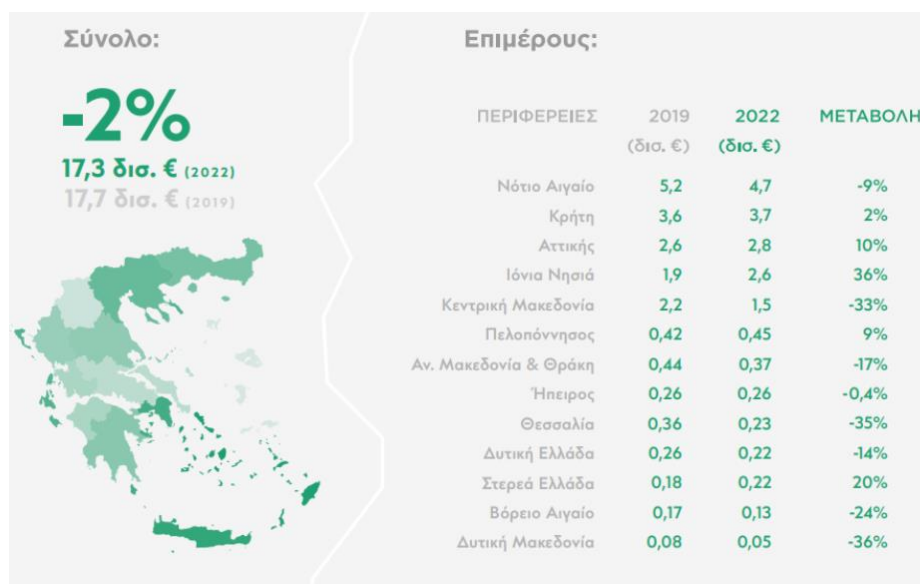 Σύνολο:
-2%
17,3 δισ. € (2022)
17,7 δισ. € (2019)
Επιμέρους:
ΠΕΡΙΦΕΡΕΙΕΣ 2019 2022 ΜΕΤΑΒΟΛΗ
(δισ. €) (δισ. €)
Νότιο Αιγαίο 5,2 4,7 -9%
Κρήτη 3,6 3,7 2%
Αττικής 2,6 2,8 10%
Ιόνια Νησιά 1,9 2,6 36%
Κεντρική Μακεδονία 2,2 1,5 -33%
Πελοπόννησος 0,42 0,45 9%
Αν. Μακεδονία & Θράκη 0,44 0,37 -17%
Ήπειρος 0,26 0,26 -0,4%
Θεσσαλία 0,36 0,23 -35%
Δυτική Ελλάδα 0,26 0,22 -14%
Στερεά Ελλάδα 0,18 0,22 20%
Βόρειο Αιγαίο 0,17 0,13 -24%
Δυτική Μακεδονία 0,08 0,05 -36%